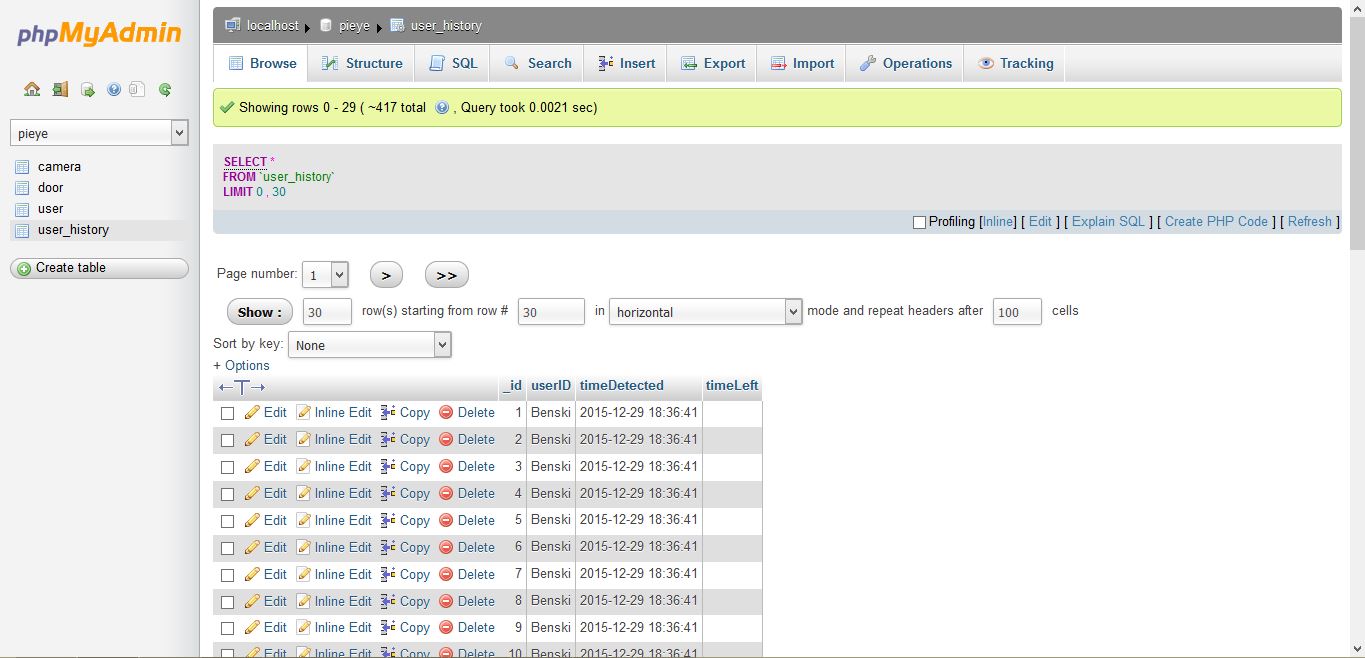 phpMyAdmin
localhost pieye user_history
Browse Structure SQL Search Insert Export Import Operations Tracking
pieye
camera
door
user
user_history
Create table
Showing rows 0 - 29 ( ~417 total , Query took 0.0021 sec)
SELECT *
FROM `user_history`
LIMIT 0 , 30
Profiling [Inline] [ Edit ] [ Explain SQL ] [ Create PHP Code ] [ Refresh ]
Page number: 1 > >>
Show : 30 row(s) starting from row # 30 in horizontal mode and repeat headers after 100 cells
Sort by key: None
+ Options
←T→ _id userID timeDetected timeLeft
Edit Inline Edit Copy Delete 1 Benski 2015-12-29 18:36:41
Edit Inline Edit Copy Delete 2 Benski 2015-12-29 18:36:41
Edit Inline Edit Copy Delete 3 Benski 2015-12-29 18:36:41
Edit Inline Edit Copy Delete 4 Benski 2015-12-29 18:36:41
Edit Inline Edit Copy Delete 5 Benski 2015-12-29 18:36:41
Edit Inline Edit Copy Delete 6 Benski 2015-12-29 18:36:41
Edit Inline Edit Copy Delete 7 Benski 2015-12-29 18:36:41
Edit Inline Edit Copy Delete 8 Benski 2015-12-29 18:36:41
Edit Inline Edit Copy Delete 9 Benski 2015-12-29 18:36:41
Edit Inline Edit Copy Delete 10 Benski 2015-12-29 18:36:41